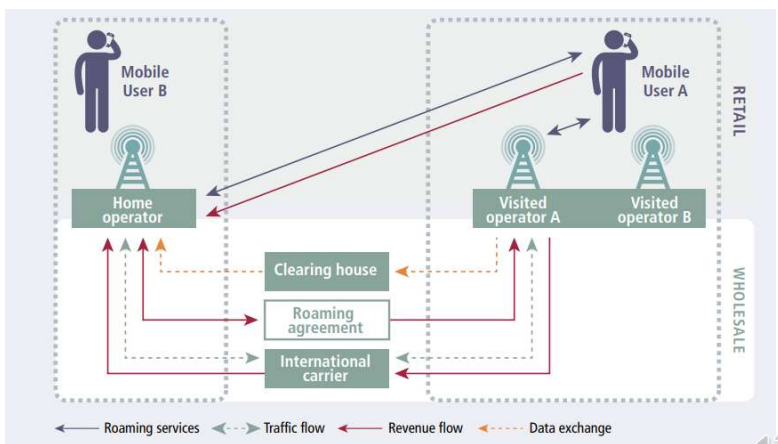 Mobile
User B
Mobile
User A
RETAIL
Home
operator
Visited
operator A
Visited
operator B
Clearing house
Roaming
agreement
International
carrier
WHOLESALE
Roaming services
Traffic flow
Revenue flow
Data exchange